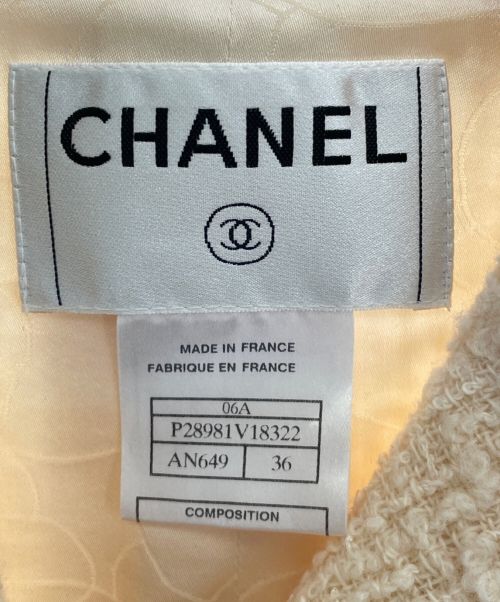 CHANEL
MADE IN FRANCE
FABRIQUE EN FRANCE
06A
P28981V18322
AN649 36
COMPOSITION